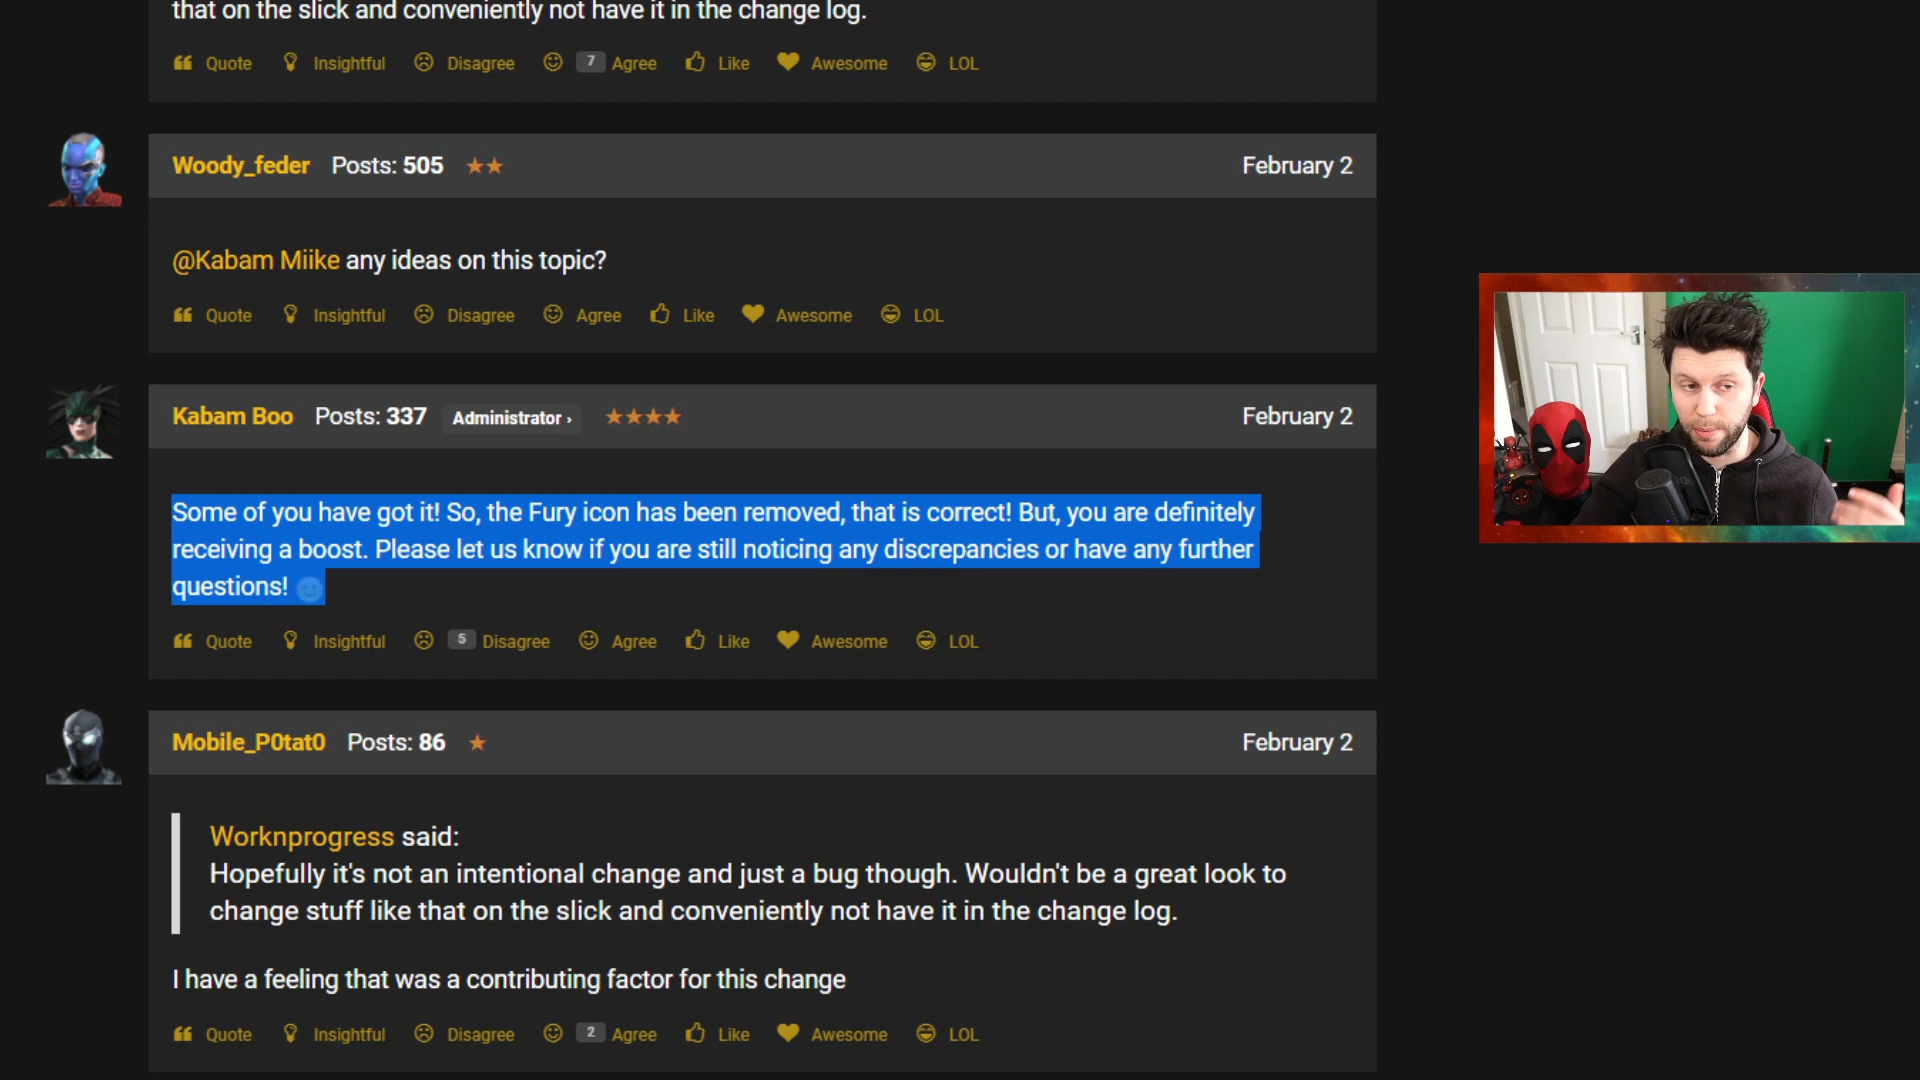 that on the slick and conveniently not have it in the change log.
Quote Insightful Disagree 7 Agree Like Awesome LOL
Woody_feder Posts: 505 February 2
@Kabam Miike any ideas on this topic?
Quote Insightful Disagree Agree Like Awesome LOL
Kabam Boo Posts: 337 Administrator › February 2
Some of you have got it! So, the Fury icon has been removed, that is correct! But, you are definitely
receiving a boost. Please let us know if you are still noticing any discrepancies or have any further
questions!
Quote Insightful 5 Disagree Agree Like Awesome LOL
Mobile_P0tat0 Posts: 86 February 2
Worknprogress said:
Hopefully it's not an intentional change and just a bug though. Wouldn't be a great look to
change stuff like that on the slick and conveniently not have it in the change log.
I have a feeling that was a contributing factor for this change
Quote Insightful Disagree 2 Agree Like Awesome LOL